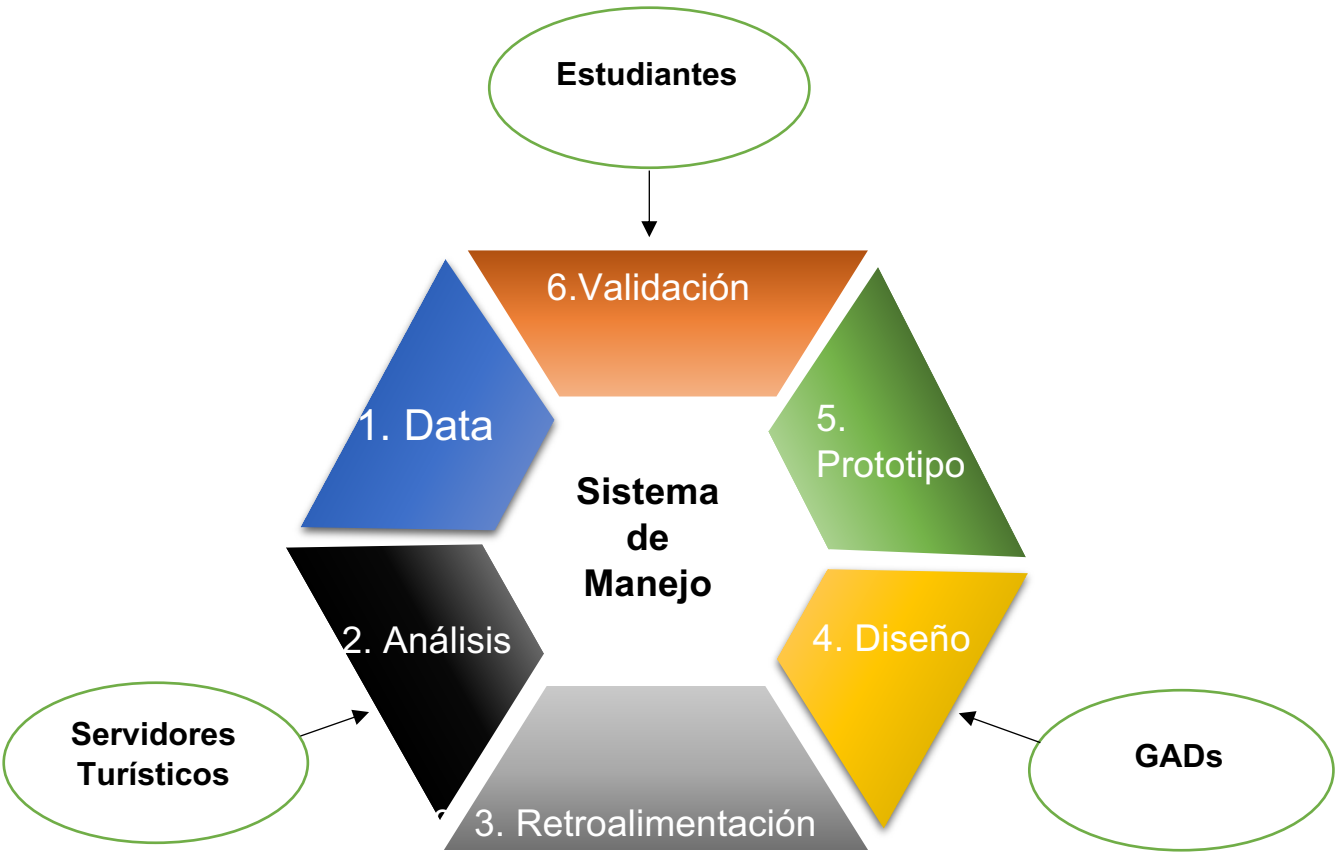 Estudiantes
6.Validación
1. Data
5.
Prototipo
Sistema
de
Manejo
2. Análisis
4. Diseño
Servidores
Turísticos
GADs
3. Retroalimentación